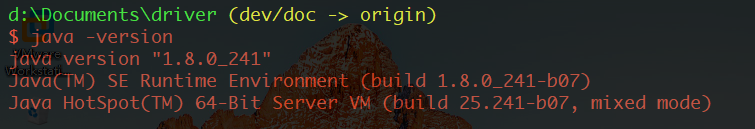 d:\Documents\driver (dev/doc -> origin)
$ java -version
java version "1.8.0_241"
Java(TM) SE Runtime Environment (build 1.8.0_241-b07)
Java HotSpot(TM) 64-Bit Server VM (build 25.241-b07, mixed mode)